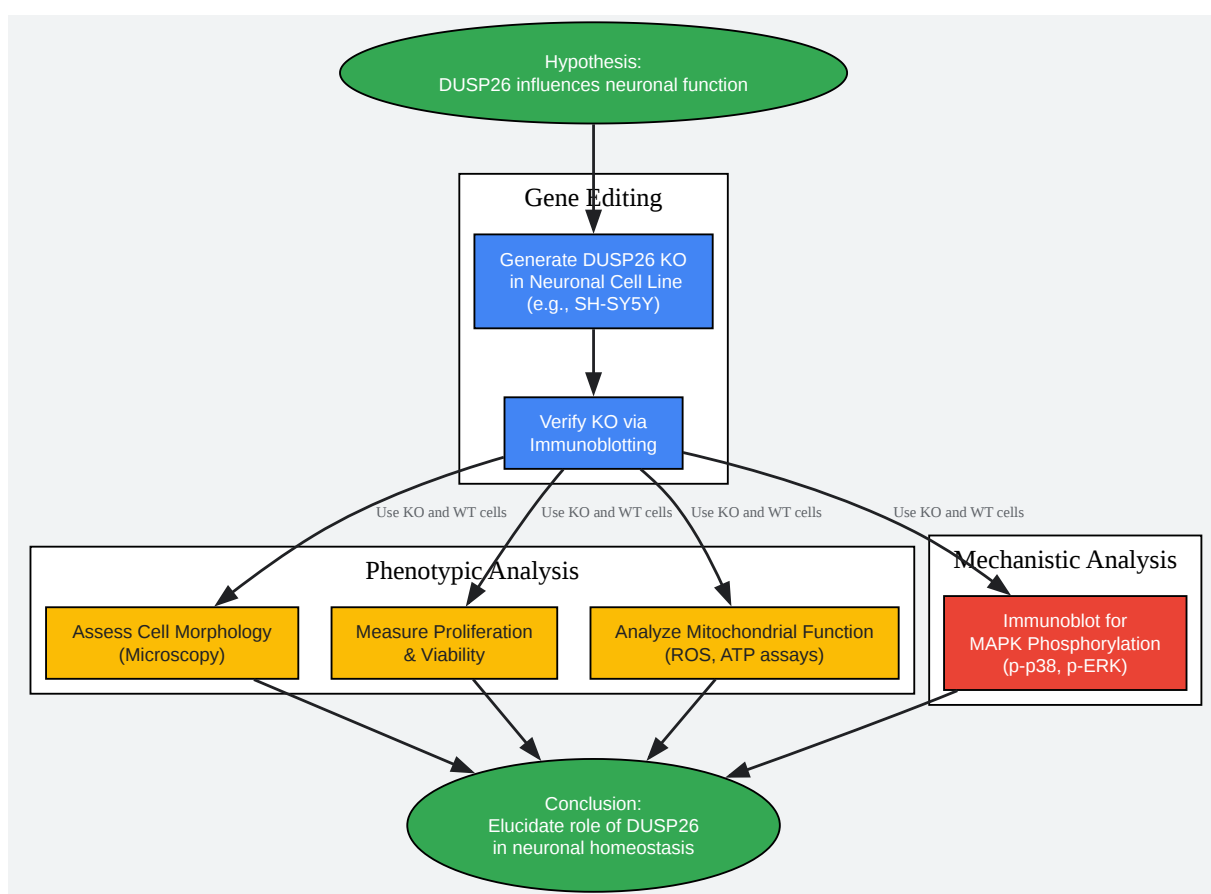 Hypothesis:
DUSP26 influences neuronal function
Gene Editing
Generate DUSP26 KO
in Neuronal Cell Line
(e.g., SH-SY5Y)
Verify KO via
Immunoblotting
Use KO and WT cells
Use KO and WT cells
Use KO and WT cells
Use KO and WT cells
Phenotypic Analysis
Assess Cell Morphology
(Microscopy)
Measure Proliferation
& Viability
Analyze Mitochondrial Function
(ROS, ATP assays)
Mechanistic Analysis
Immunoblot for
MAPK Phosphorylation
(p-p38, p-ERK)
Conclusion:
Elucidate role of DUSP26
in neuronal homeostasis